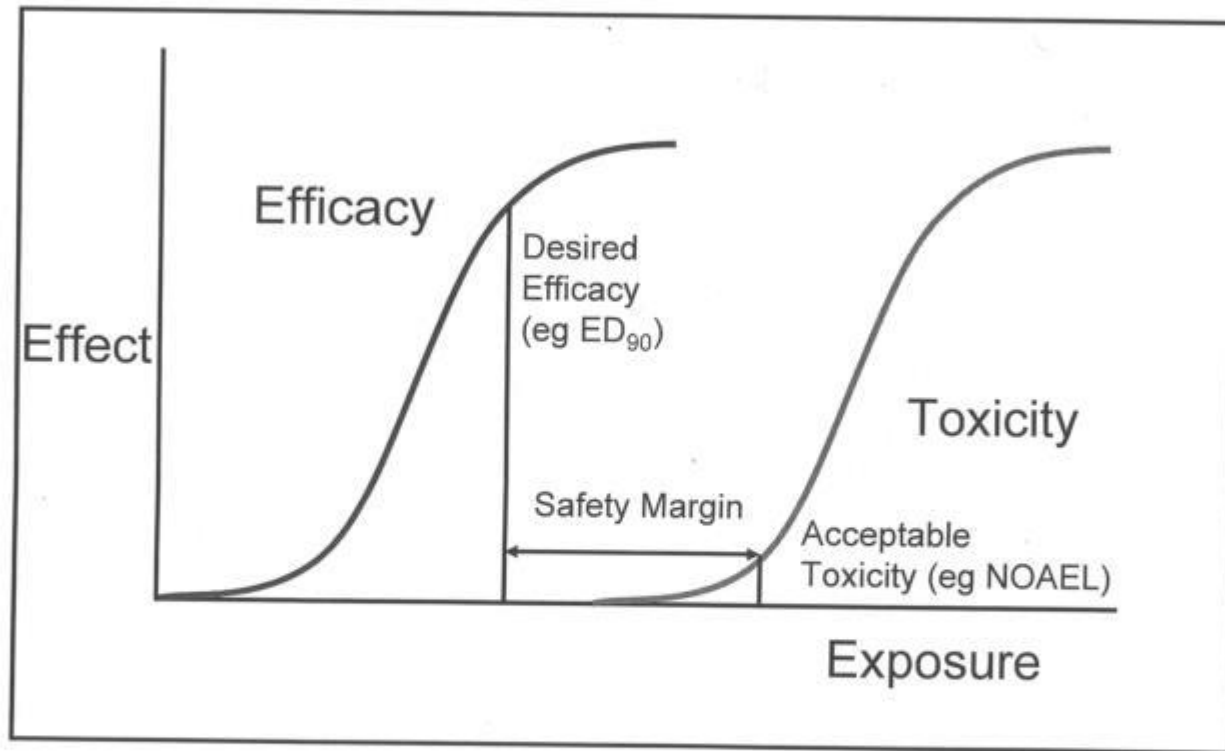 Efficacy
Desired
Efficacy
(eg ED₉₀)
Effect
Toxicity
Safety Margin
Acceptable
Toxicity (eg NOAEL)
Exposure